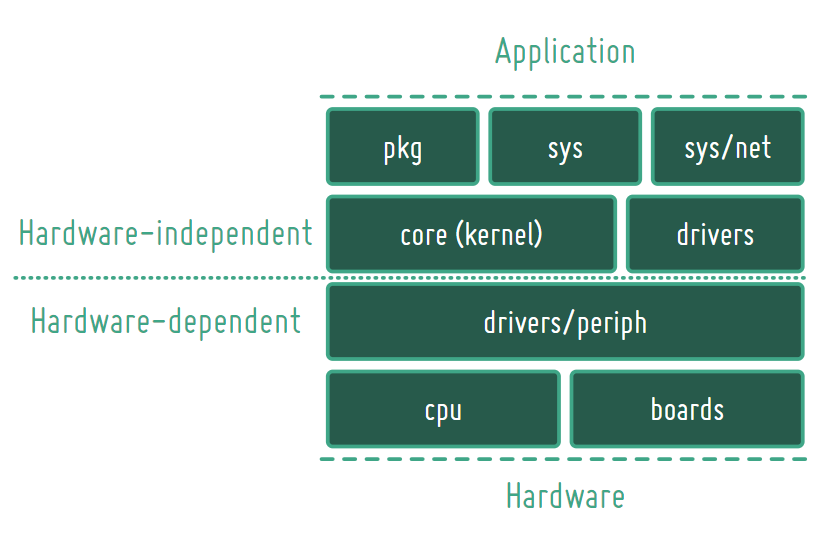 Application
pkg
sys
sys/net
Hardware-independent
core (kernel)
drivers
Hardware-dependent
drivers/periph
cpu
boards
Hardware